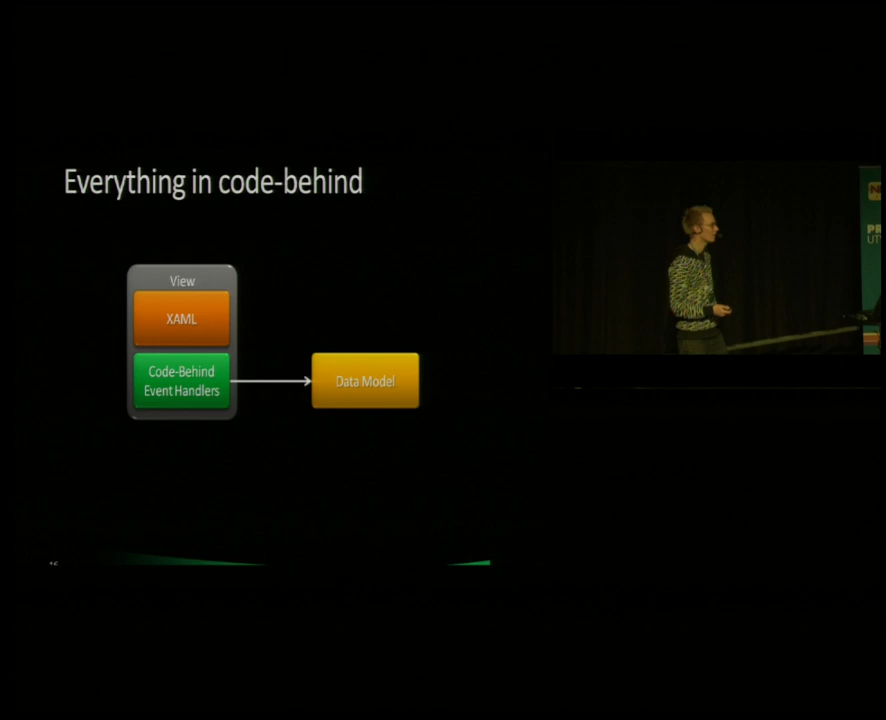 Everything in code-behind
View
XAML
Code-Behind
Event Handlers
Data Model